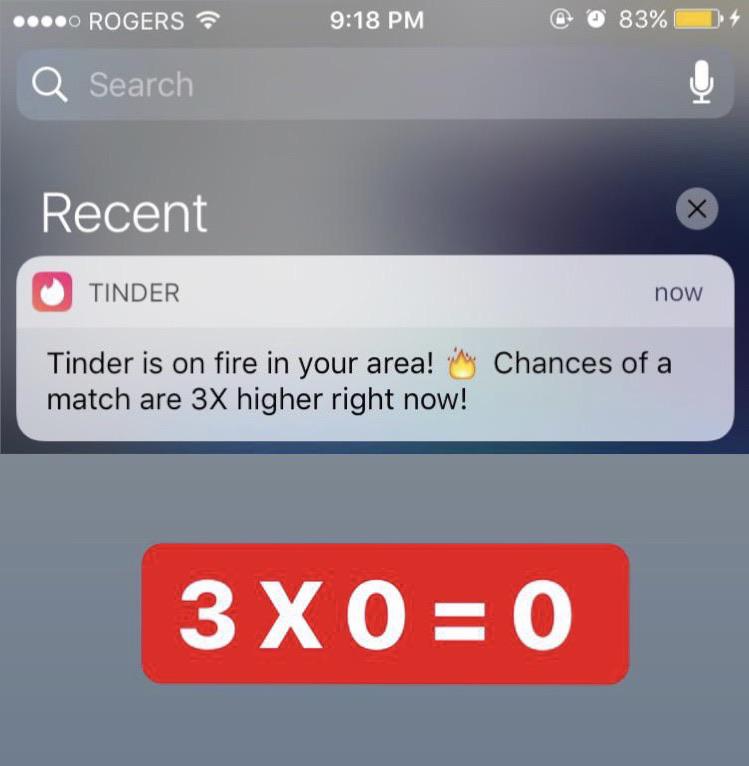 ROGERS 9:18 PM 83%
Search
Recent
TINDER now
Tinder is on fire in your area! 🔥 Chances of a
match are 3X higher right now!
3 X 0 = 0